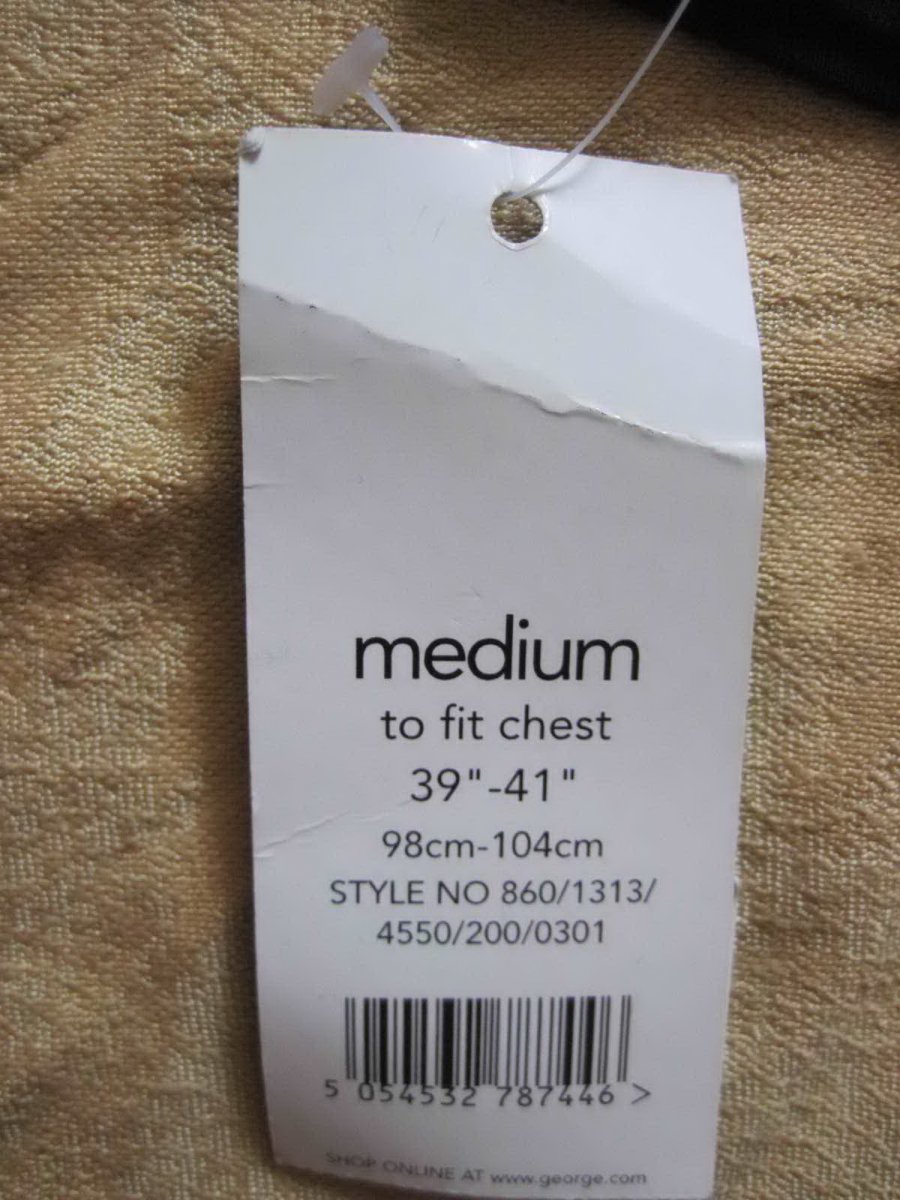 medium
to fit chest
39"-41"
98cm-104cm
STYLE NO 860/1313/
4550/200/0301
5 054532 787446 >
SHOP ONLINE AT www.george.com